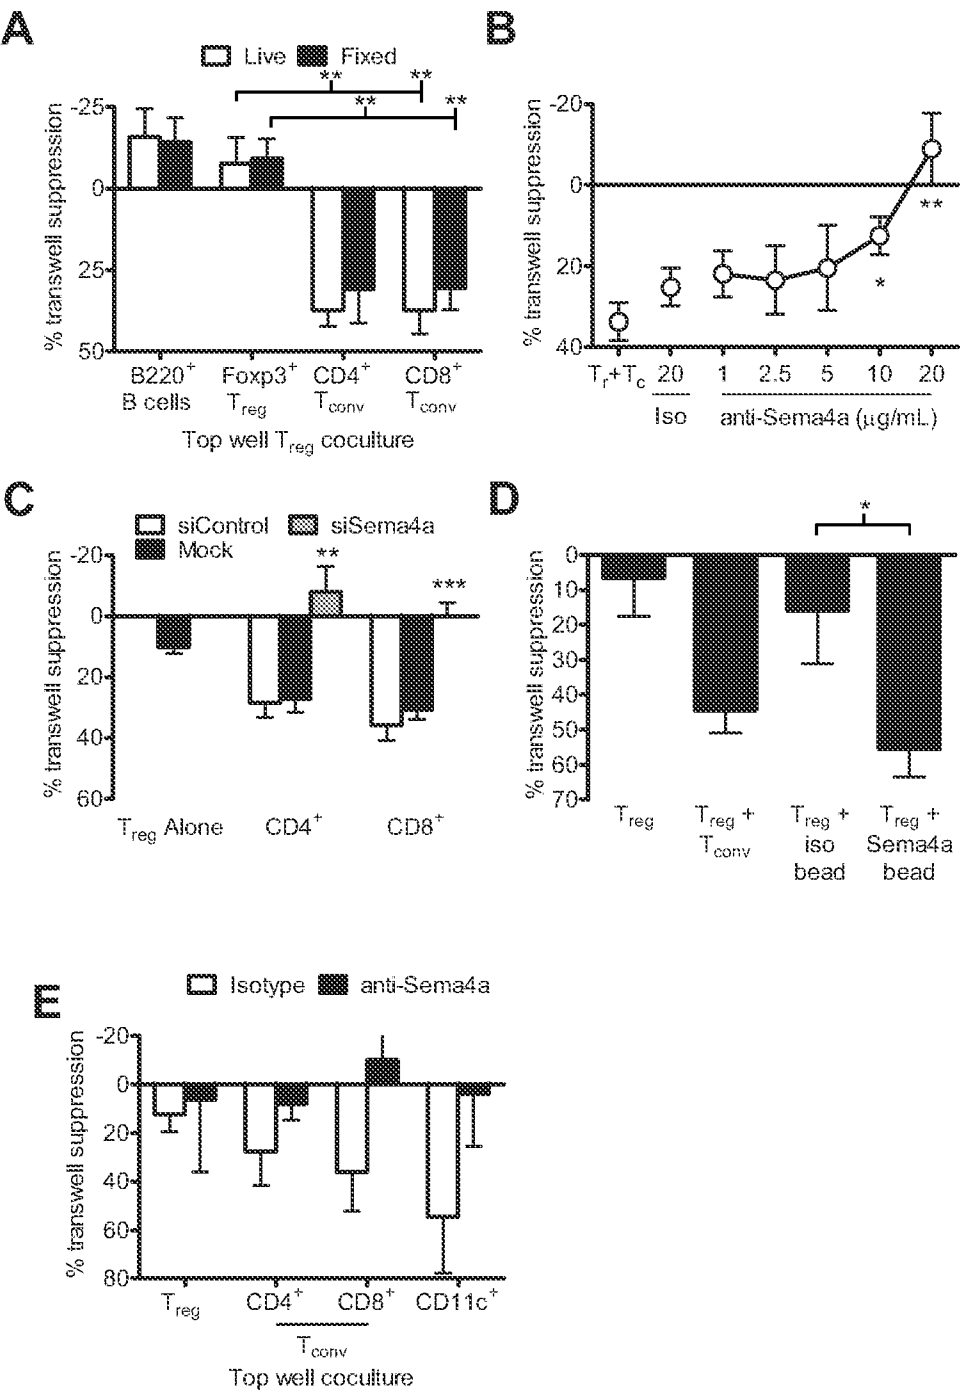 A
Live Fixed
** **
** **
% transwell suppression
-25
0
25
50
B220+ Foxp3+ CD4+ CD8+
B cells Treg Tconv Tconv
Top well Treg coculture
B
% transwell suppression
-20
0
20
40
**
*
Tr+Tc 20 1 2.5 5 10 20
Iso anti-Sema4a (μg/mL)
C
siControl siSema4a
Mock
% transwell suppression
-20
0
20
40
60
**
***
Treg Alone CD4+ CD8+
D
*
% transwell suppression
0
10
20
30
40
50
60
70
Treg Treg + Treg + Treg +
Tconv iso Sema4a
bead bead
E
Isotype anti-Sema4a
% transwell suppression
-20
0
20
40
60
80
Treg CD4+ CD8+ CD11c+
Tconv
Top well coculture